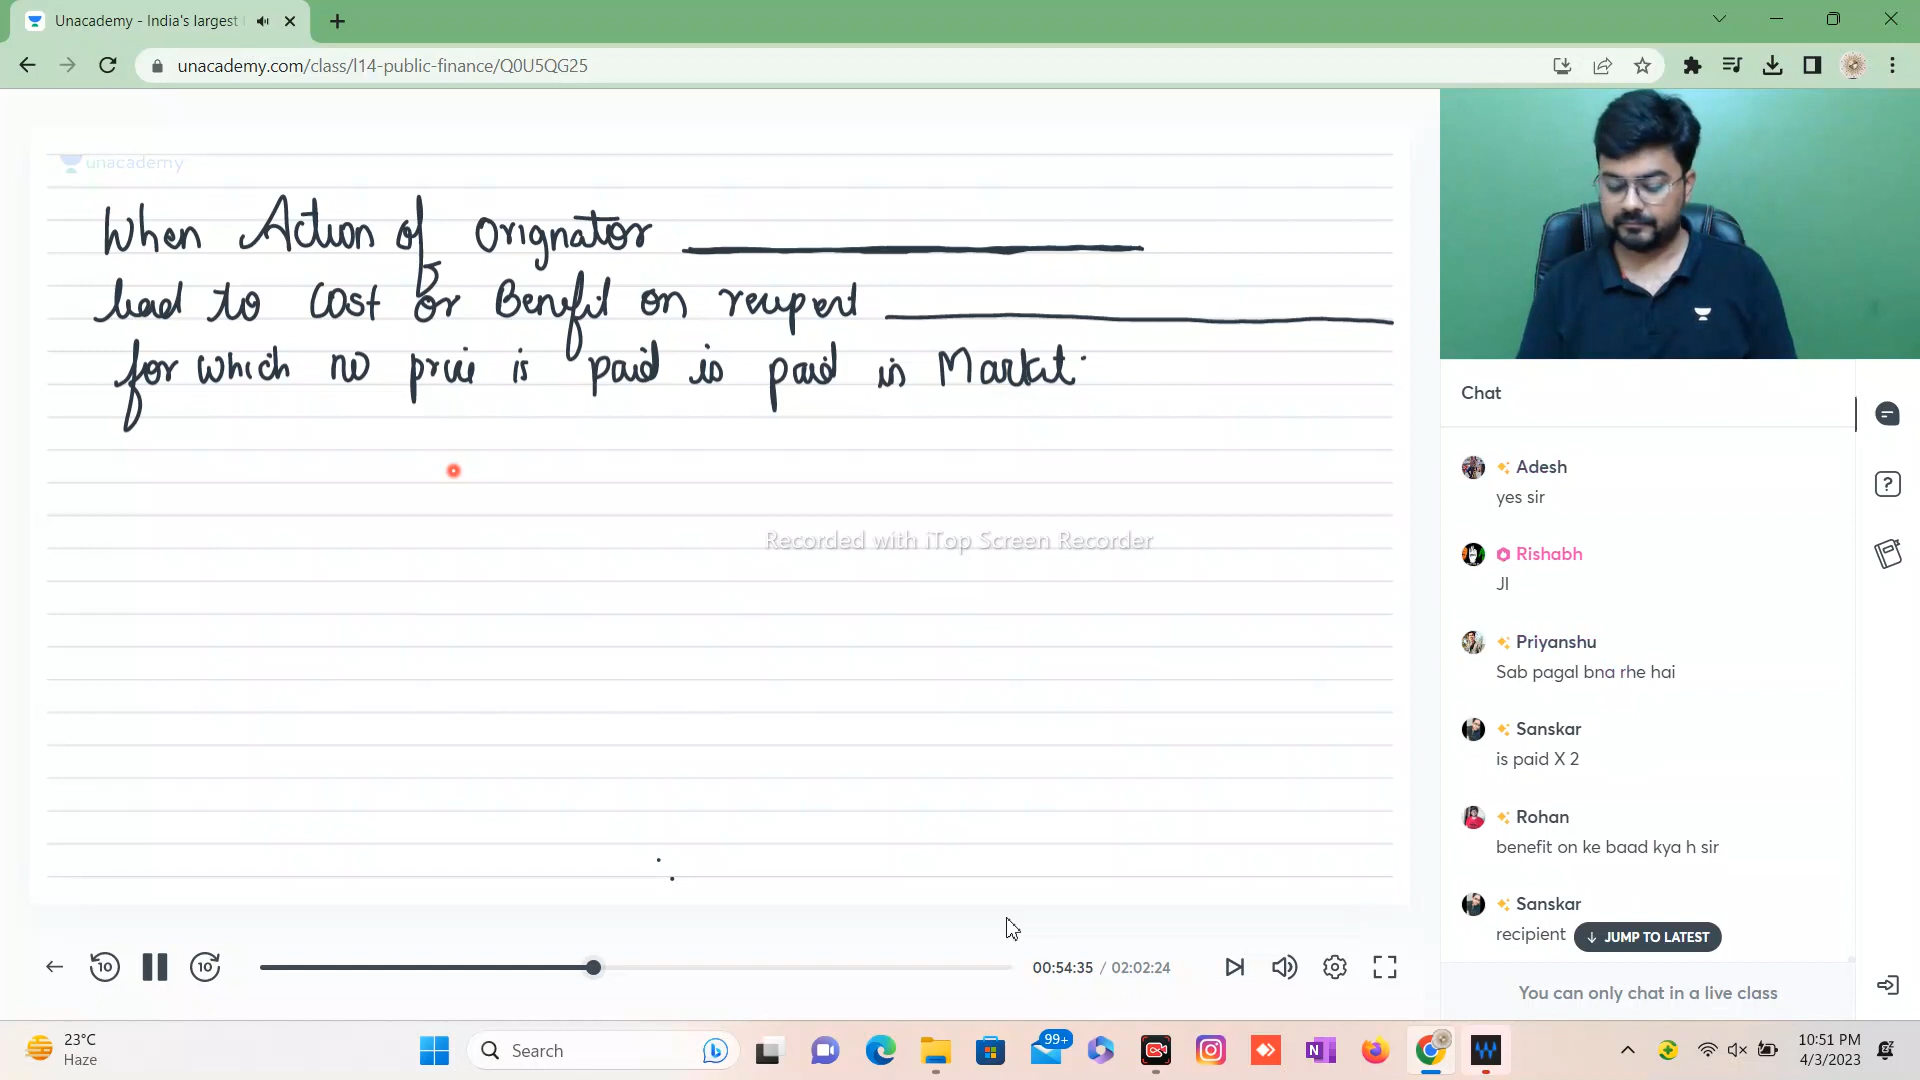 Unacademy - India's largest
unacademy.com/class/l14-public-finance/Q0U5QG25
unacademy
When Action of Orignator
lead to Cost or Benefit on
for which no price is paid is paid in Market.
Recorded with iTop Screen Recorder
10
10
00:54:35 / 02:02:24
Chat
Adesh
yes sir
Rishabh
JI
Priyanshu
Sab pagal bna rhe hai
Sanskar
is paid X 2
Rohan
benefit on ke baad kya h sir
Sanskar
recipient
JUMP TO LATEST
You can only chat in a live class
23°C
Haze
Search
99+
10:51 PM
4/3/2023